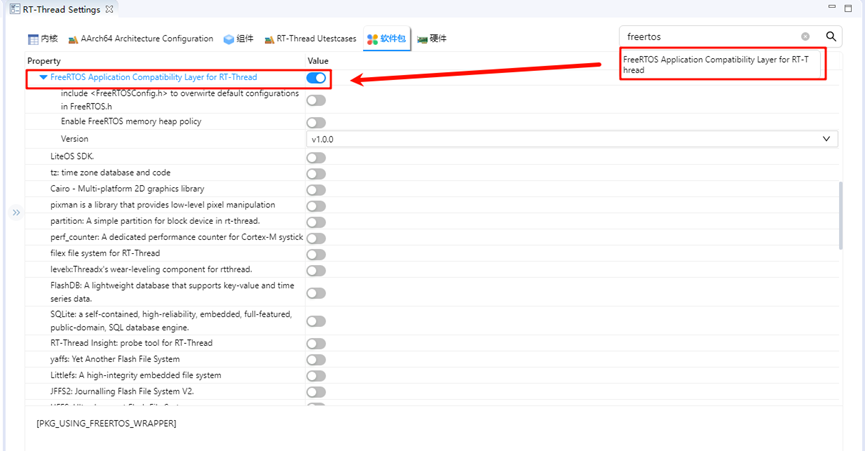 RT-Thread Settings
内核 AArch64 Architecture Configuration 组件 RT-Thread Utestcases 软件包 硬件
freertos
FreeRTOS Application Compatibility Layer for RT-T
hread
Property Value
FreeRTOS Application Compatibility Layer for RT-Thread
include <FreeRTOSConfig.h> to overwirte default configurations
in FreeRTOS.h
Enable FreeRTOS memory heap policy
Version v1.0.0
LiteOS SDK.
tz: time zone database and code
Cairo - Multi-platform 2D graphics library
pixman is a library that provides low-level pixel manipulation
partition: A simple partition for block device in rt-thread.
perf_counter: A dedicated performance counter for Cortex-M systick
filex file system for RT-Thread
levelx:Threadx's wear-leveling component for rtthread.
FlashDB: A lightweight database that supports key-value and time
series data.
SQLite: a self-contained, high-reliability, embedded, full-featured,
public-domain, SQL database engine.
RT-Thread Insight: probe tool for RT-Thread
yaffs: Yet Another Flash File System
Littlefs: A high-integrity embedded file system
JFFS2: Journalling Flash File System V2.
[PKG_USING_FREERTOS_WRAPPER]